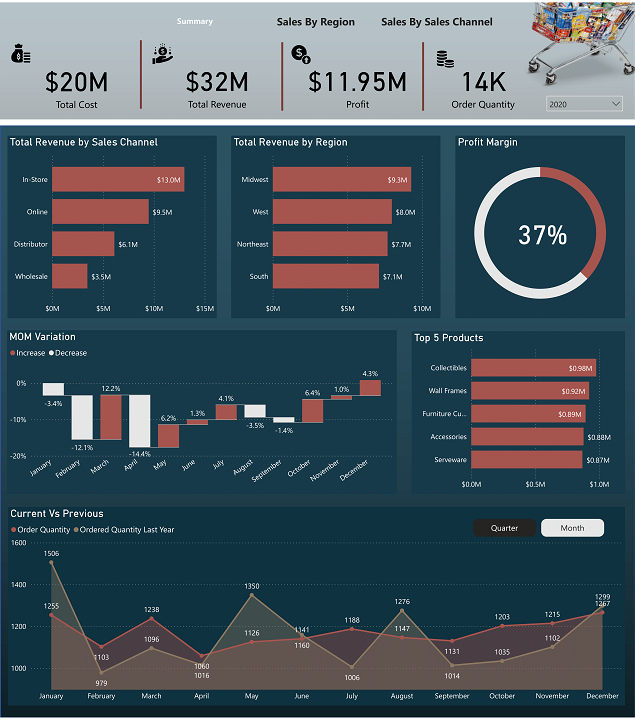 Summary
Sales By Region
Sales By Sales Channel
$20M
Total Cost
$32M
Total Revenue
$11.95M
Profit
14K
Order Quantity
2020
Total Revenue by Sales Channel
In-Store
$13.0M
Online
$9.5M
Distributor
$6.1M
Wholesale
$3.5M
$0M $5M $10M $15M
Total Revenue by Region
Midwest
$9.3M
West
$8.0M
Northeast
$7.7M
South
$7.1M
$0M $5M $10M
Profit Margin
37%
MOM Variation
Increase Decrease
0%
-10%
-20%
-3.4%
-12.1%
12.2%
-14.4%
6.2%
1.3%
4.1%
-3.5%
-1.4%
6.4%
1.0%
4.3%
January February March April May June July August September October November December
Top 5 Products
Collectibles
$0.98M
Wall Frames
$0.92M
Furniture Cu...
$0.89M
Accessories
$0.88M
Serveware
$0.87M
$0.0M $0.5M $1.0M
Current Vs Previous
Order Quantity Ordered Quantity Last Year
Quarter
Month
1600
1400
1200
1000
1506
1255
1103
979
1238
1096
1060
1016
1350
1126
1141
1160
1188
1006
1276
1147
1131
1014
1203
1035
1215
1102
1299
1267
January February March April May June July August September October November December